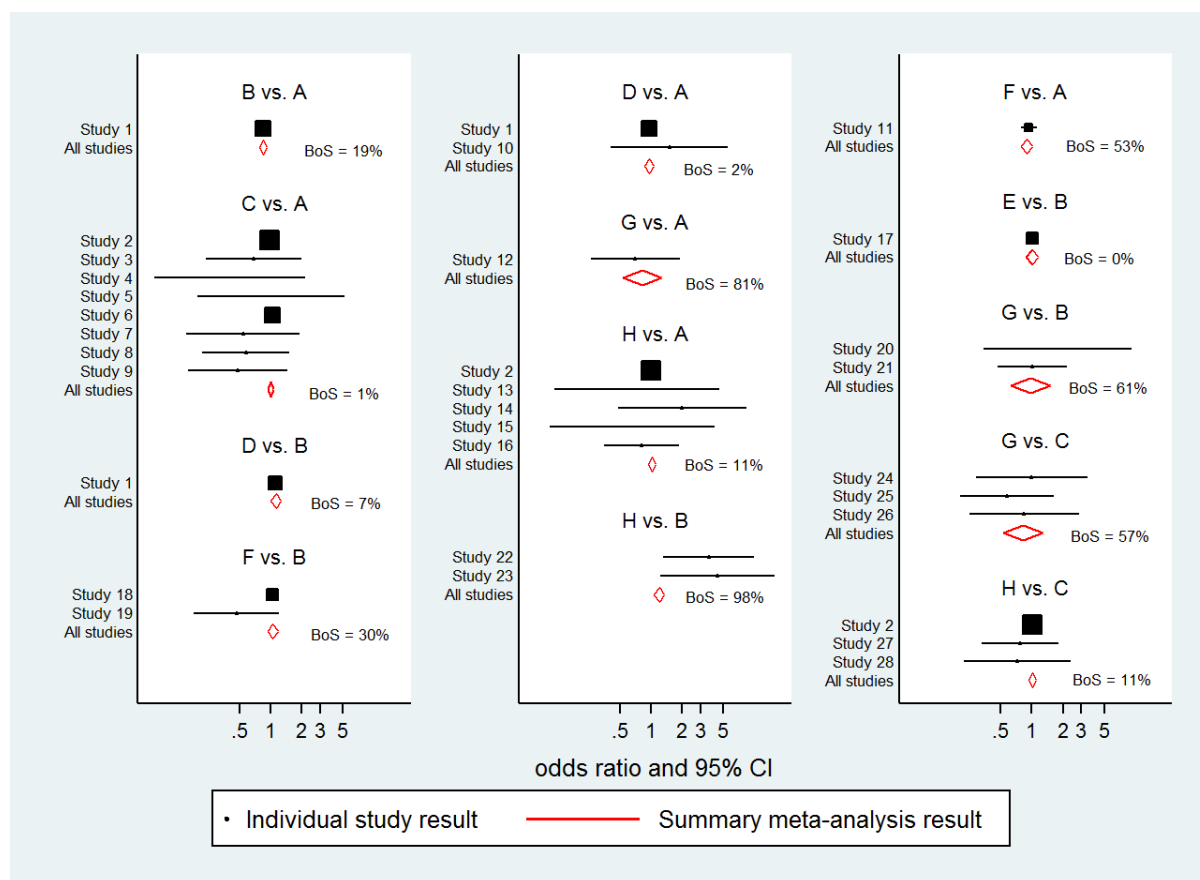 B vs. A
Study 1
All studies BoS = 19%
C vs. A
Study 2
Study 3
Study 4
Study 5
Study 6
Study 7
Study 8
Study 9
All studies BoS = 1%
D vs. B
Study 1
All studies BoS = 7%
F vs. B
Study 18
Study 19
All studies BoS = 30%
.5 1 2 3 5
D vs. A
Study 1
Study 10
All studies BoS = 2%
G vs. A
Study 12
All studies BoS = 81%
H vs. A
Study 2
Study 13
Study 14
Study 15
Study 16
All studies BoS = 11%
H vs. B
Study 22
Study 23
All studies BoS = 98%
.5 1 2 3 5
F vs. A
Study 11
All studies BoS = 53%
E vs. B
Study 17
All studies BoS = 0%
G vs. B
Study 20
Study 21
All studies BoS = 61%
G vs. C
Study 24
Study 25
Study 26
All studies BoS = 57%
H vs. C
Study 2
Study 27
Study 28
All studies BoS = 11%
.5 1 2 3 5
odds ratio and 95% CI
Individual study result Summary meta-analysis result